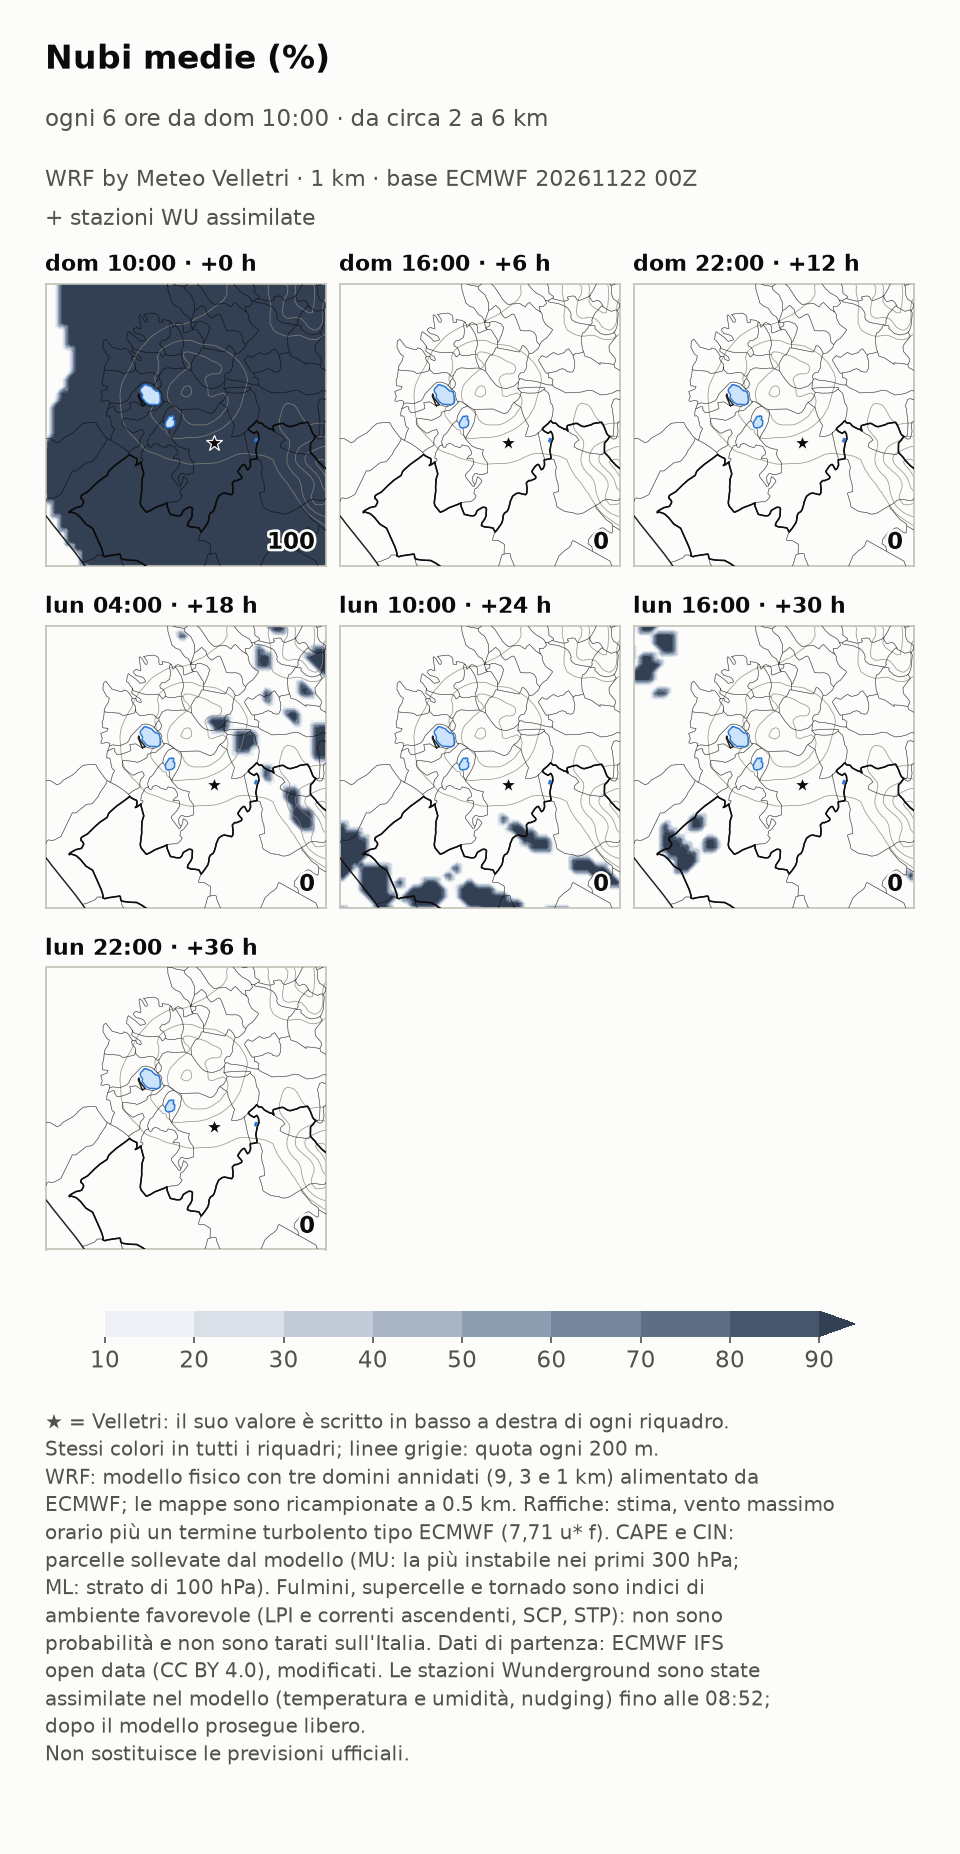 Nubi medie (%)
ogni 6 ore da dom 10:00 · da circa 2 a 6 km
WRF by Meteo Velletri · 1 km · base ECMWF 20261122 00Z
+ stazioni WU assimilate
dom 10:00 · +0 h
dom 16:00 · +6 h
dom 22:00 · +12 h
100
0
0
lun 04:00 · +18 h
lun 10:00 · +24 h
lun 16:00 · +30 h
0
0
0
lun 22:00 · +36 h
0
10 20 30 40 50 60 70 80 90
★ = Velletri: il suo valore è scritto in basso a destra di ogni riquadro.
Stessi colori in tutti i riquadri; linee grigie: quota ogni 200 m.
WRF: modello fisico con tre domini annidati (9, 3 e 1 km) alimentato da
ECMWF; le mappe sono ricampionate a 0.5 km. Raffiche: stima, vento massimo
orario più un termine turbolento tipo ECMWF (7,71 u* f). CAPE e CIN:
parcelle sollevate dal modello (MU: la più instabile nei primi 300 hPa;
ML: strato di 100 hPa). Fulmini, supercelle e tornado sono indici di
ambiente favorevole (LPI e correnti ascendenti, SCP, STP): non sono
probabilità e non sono tarati sull'Italia. Dati di partenza: ECMWF IFS
open data (CC BY 4.0), modificati. Le stazioni Wunderground sono state
assimilate nel modello (temperatura e umidità, nudging) fino alle 08:52;
dopo il modello prosegue libero.
Non sostituisce le previsioni ufficiali.